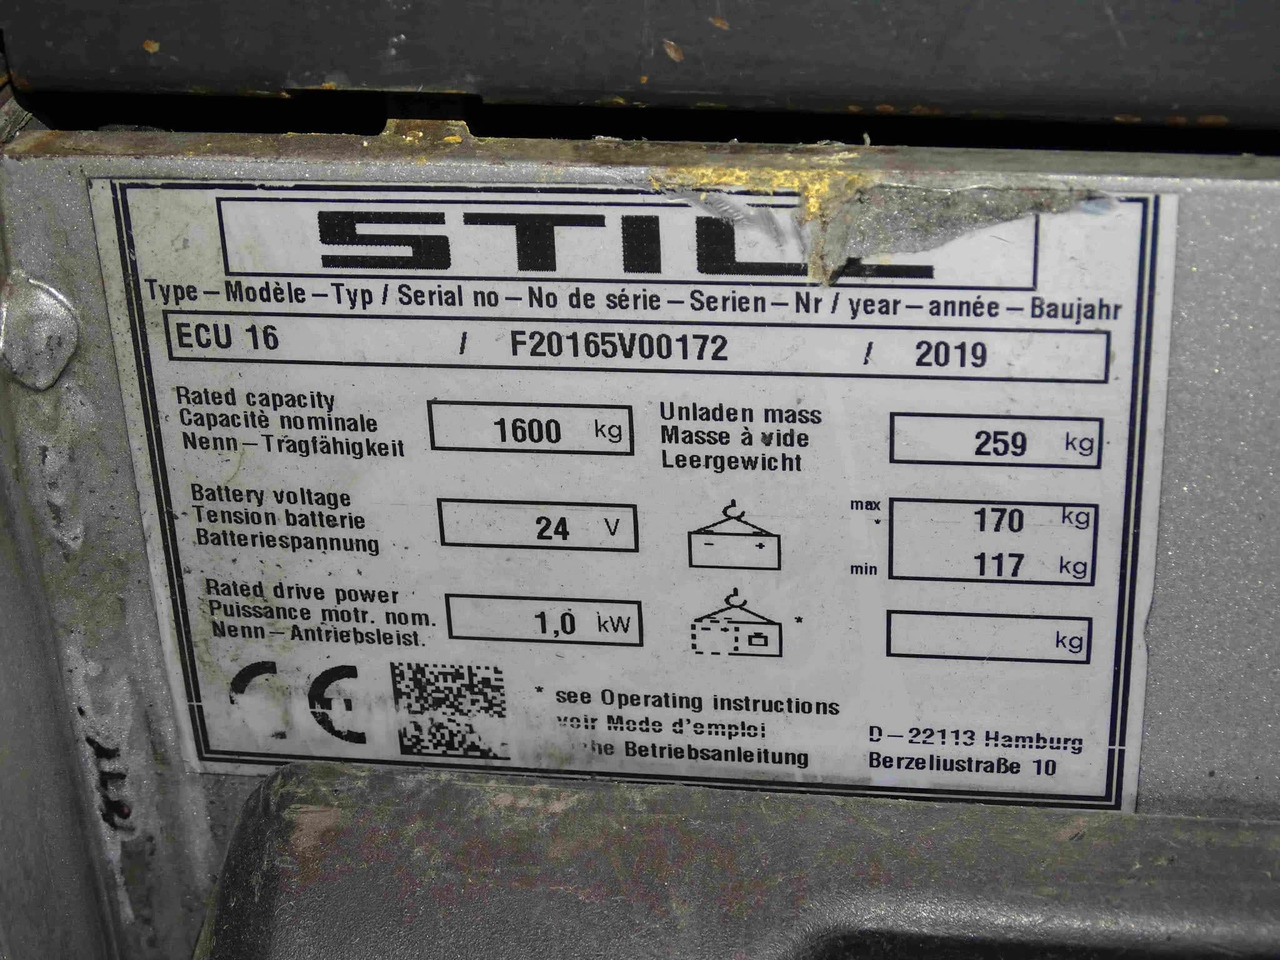 STILL
Type – Modèle – Typ / Serial no – No de série – Serien – Nr / year – année – Baujahr
ECU 16 / F20165V00172 / 2019
Rated capacity
Capacité nominale
Nenn – Tragfähigkeit
1600 kg
Unladen mass
Masse à vide
Leergewicht
259 kg
Battery voltage
Tension batterie
Batteriespannung
24 V
max
*
min
170 kg
117 kg
Rated drive power
Puissance motr. nom.
Nenn – Antriebsleist.
1,0 kW
*
kg
CE
* see Operating instructions
voir Mode d'emploi
he Betriebsanleitung
D – 22113 Hamburg
Berzeliustraße 10